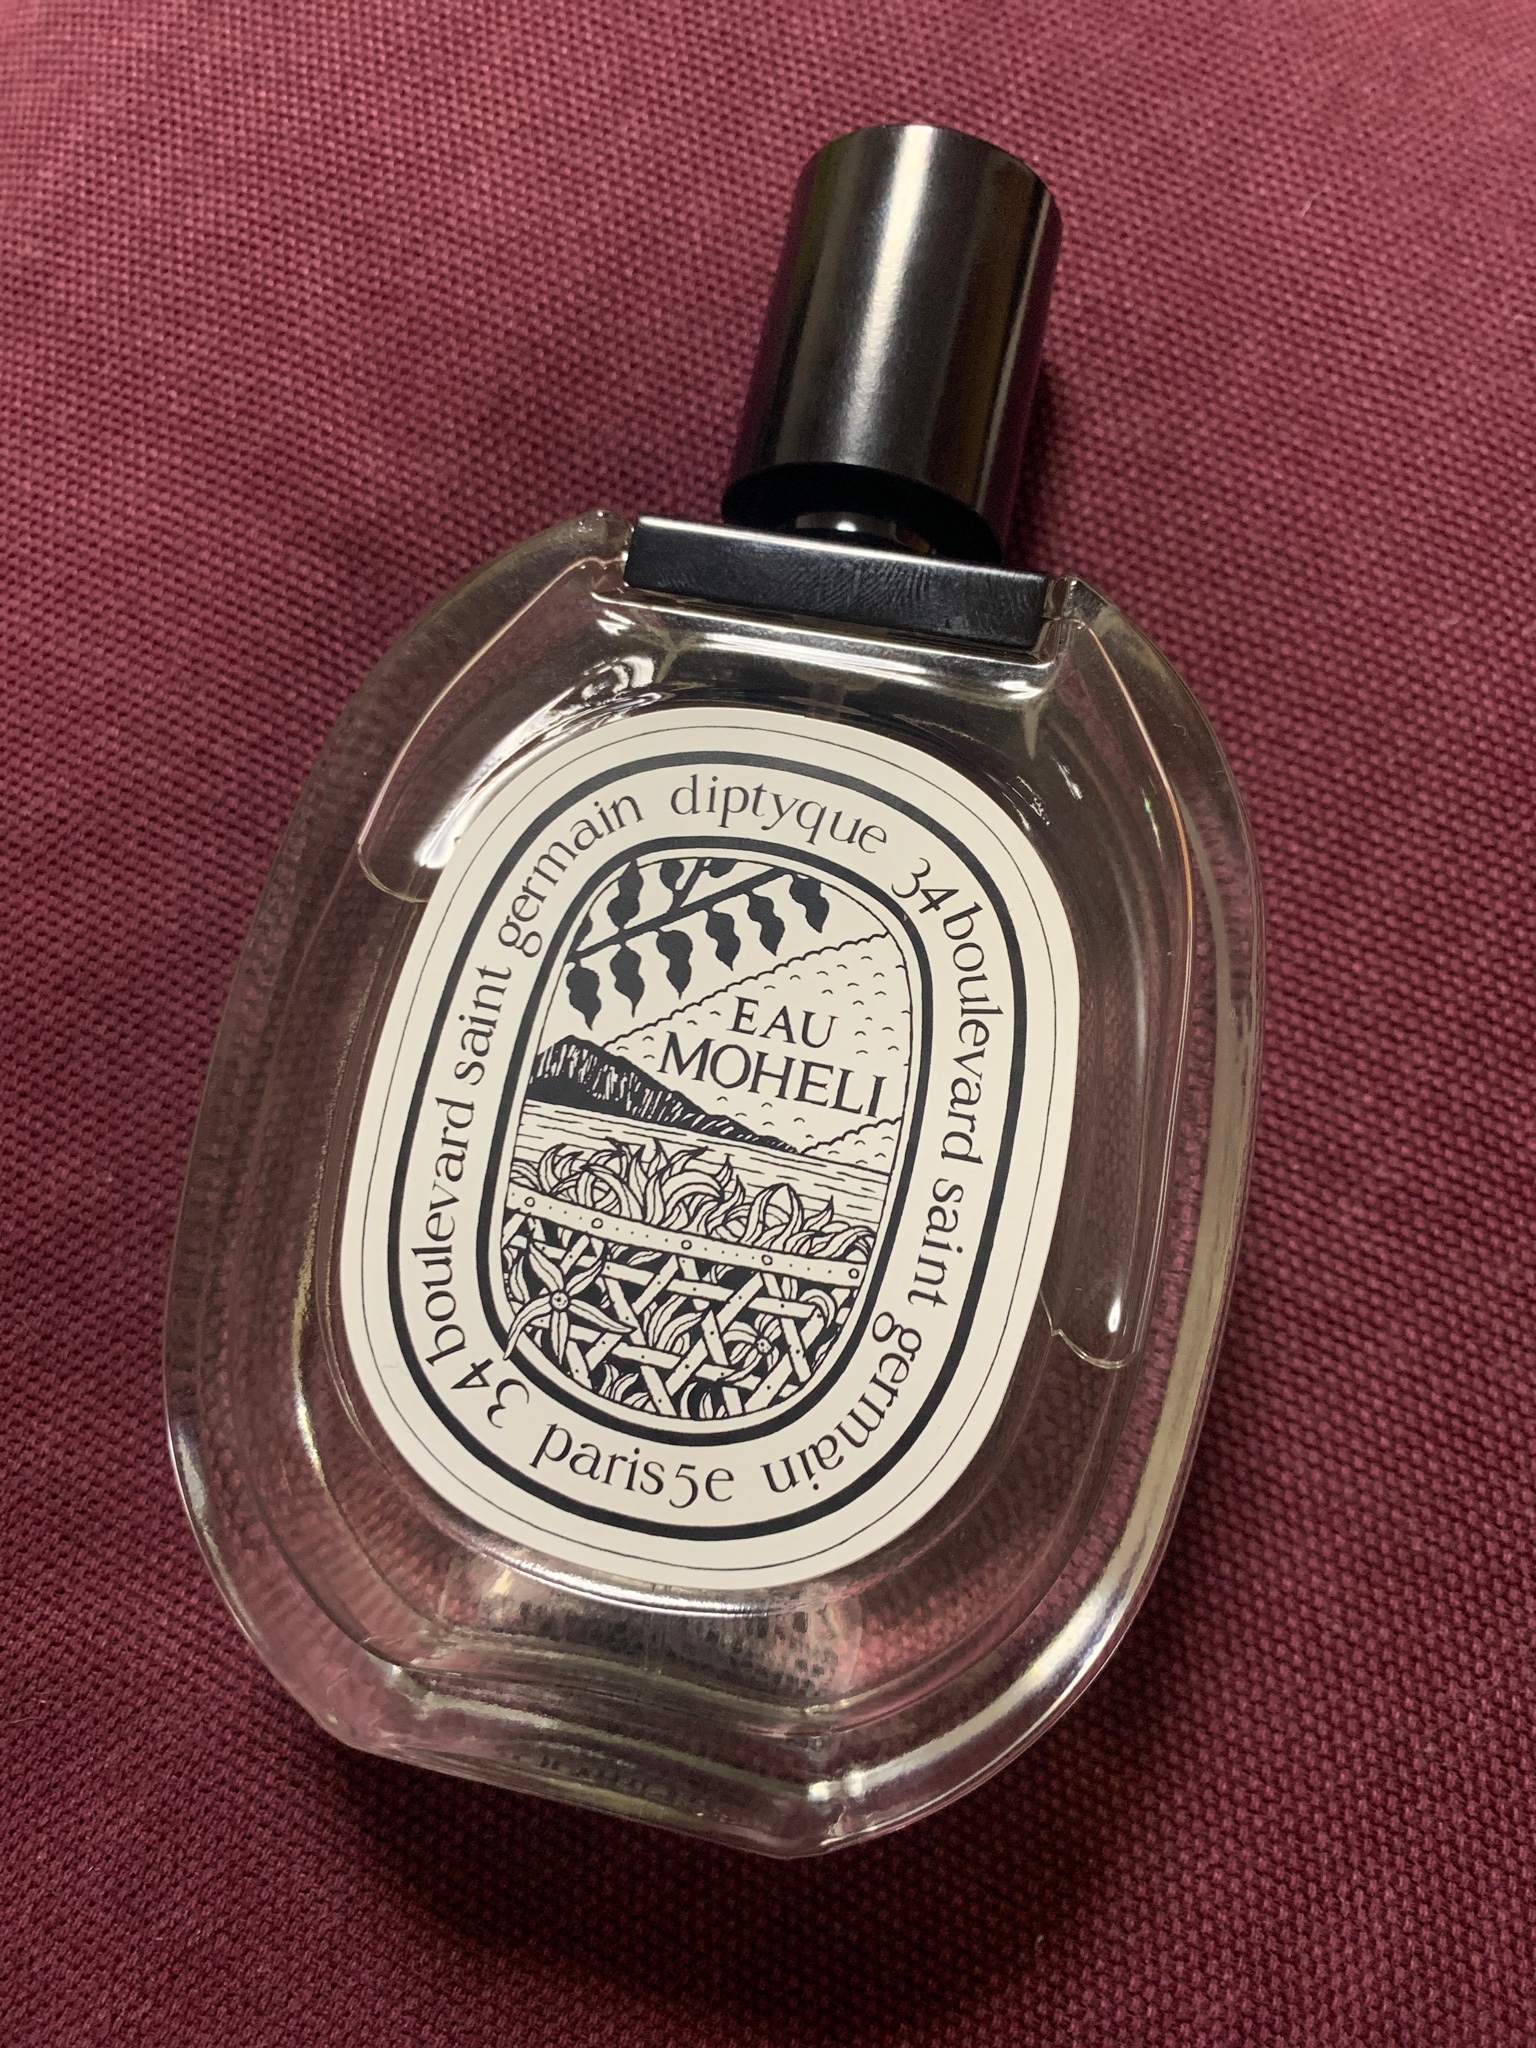 diptyque 34 boulevard saint germain paris 5e 34 boulevard saint germain
EAU
MOHELI